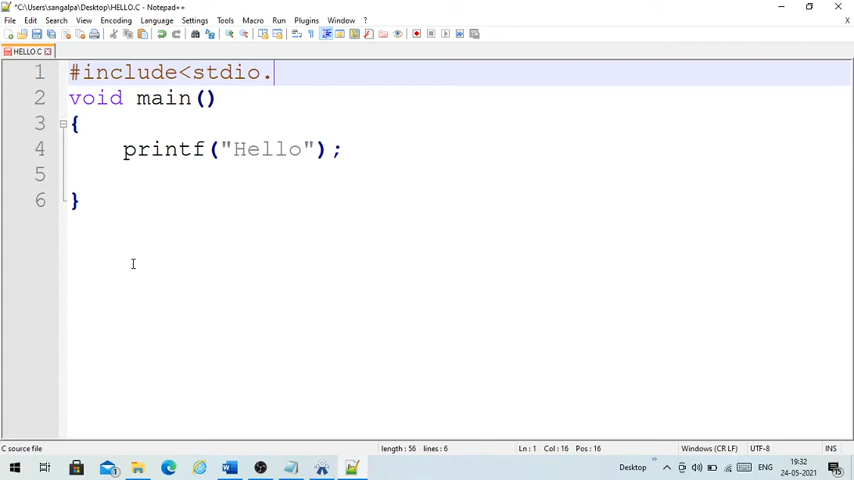 *C:\Users\sangalpa\Desktop\HELLO.C - Notepad++
File Edit Search View Encoding Language Settings Tools Macro Run Plugins Window ? X
HELLO.C
1 #include<stdio.
2 void main()
3 {
4 printf("Hello");
5
6 }
C source file length : 56 lines : 6 Ln : 1 Col : 16 Pos : 16 Windows (CR LF) UTF-8 INS
Desktop ENG 19:32
24-05-2021 15